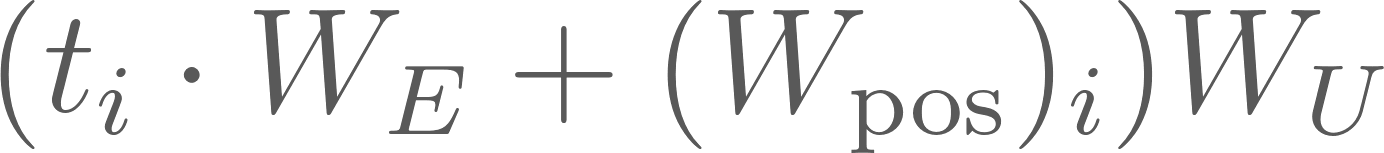 (t_i · W_E + (W_pos)_i)W_U